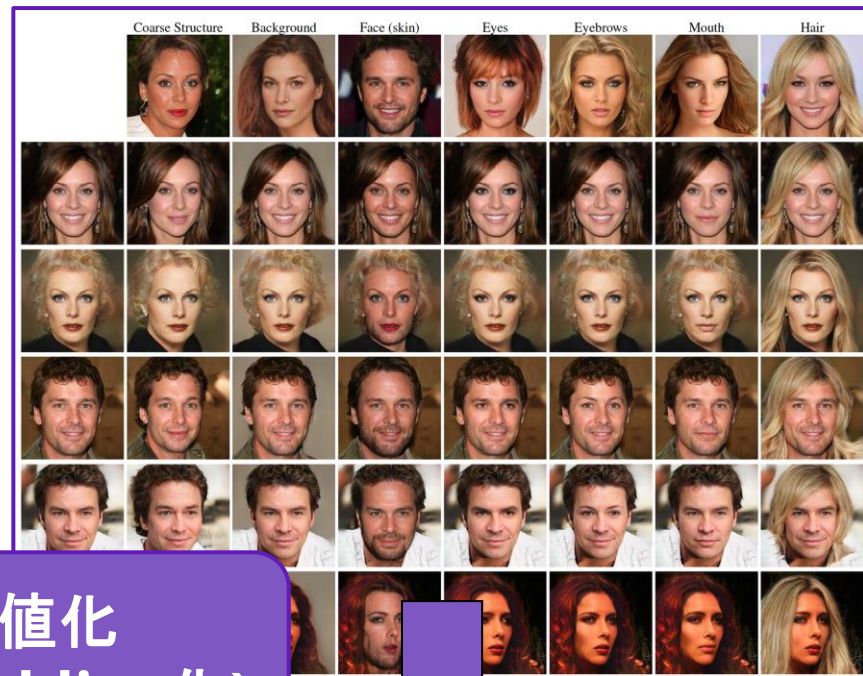 Coarse Structure Background Face (skin) Eyes Eyebrows Mouth Hair
値化